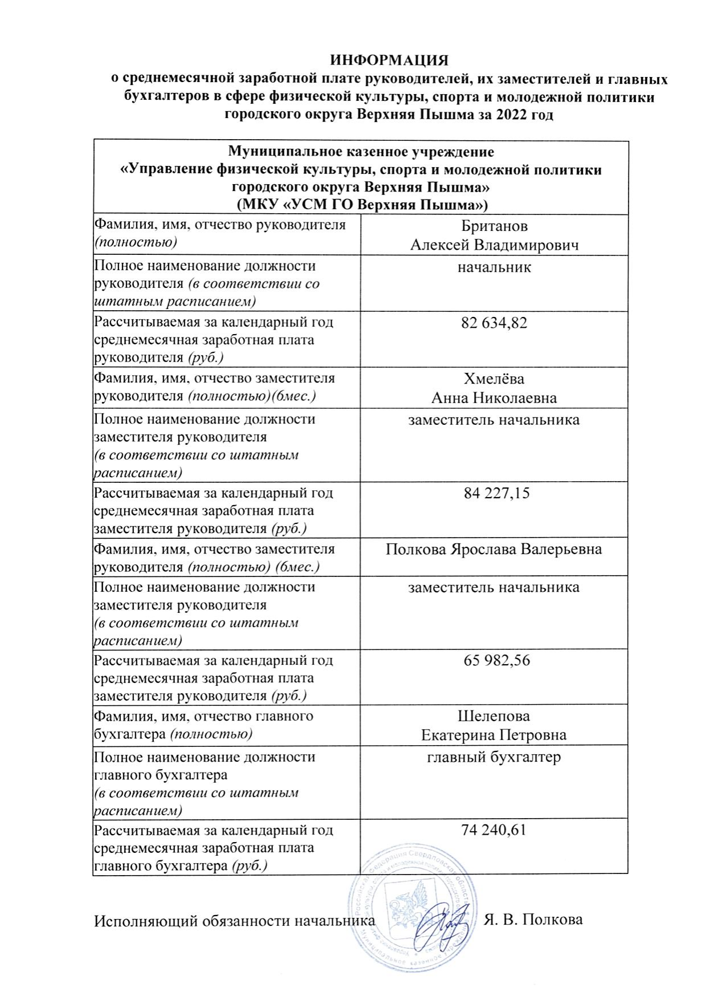 ИНФОРМАЦИЯ
о среднемесячной заработной плате руководителей, их заместителей и главных
бухгалтеров в сфере физической культуры, спорта и молодежной политики
городского округа Верхняя Пышма за 2022 год
Муниципальное казенное учреждение
«Управление физической культуры, спорта и молодежной политики
городского округа Верхняя Пышма»
(МКУ «УСМ ГО Верхняя Пышма»)
Фамилия, имя, отчество руководителя
(полностью)
Британов
Алексей Владимирович
Полное наименование должности
руководителя (в соответствии со
штатным расписанием)
начальник
Рассчитываемая за календарный год
среднемесячная заработная плата
руководителя (руб.)
82 634,82
Фамилия, имя, отчество заместителя
руководителя (полностью)(6мес.)
Хмелёва
Анна Николаевна
Полное наименование должности
заместителя руководителя
(в соответствии со штатным
расписанием)
заместитель начальника
Рассчитываемая за календарный год
среднемесячная заработная плата
заместителя руководителя (руб.)
84 227,15
Фамилия, имя, отчество заместителя
руководителя (полностью) (6мес.)
Полкова Ярослава Валерьевна
Полное наименование должности
заместителя руководителя
(в соответствии со штатным
расписанием)
заместитель начальника
Рассчитываемая за календарный год
среднемесячная заработная плата
заместителя руководителя (руб.)
65 982,56
Фамилия, имя, отчество главного
бухгалтера (полностью)
Шелепова
Екатерина Петровна
Полное наименование должности
главного бухгалтера
(в соответствии со штатным
расписанием)
главный бухгалтер
Рассчитываемая за календарный год
среднемесячная заработная плата
главного бухгалтера (руб.)
74 240,61
Исполняющий обязанности начальника
Я. В. Полкова
Российская Федерация Свердловская область
Муниципальное казенное учреждение